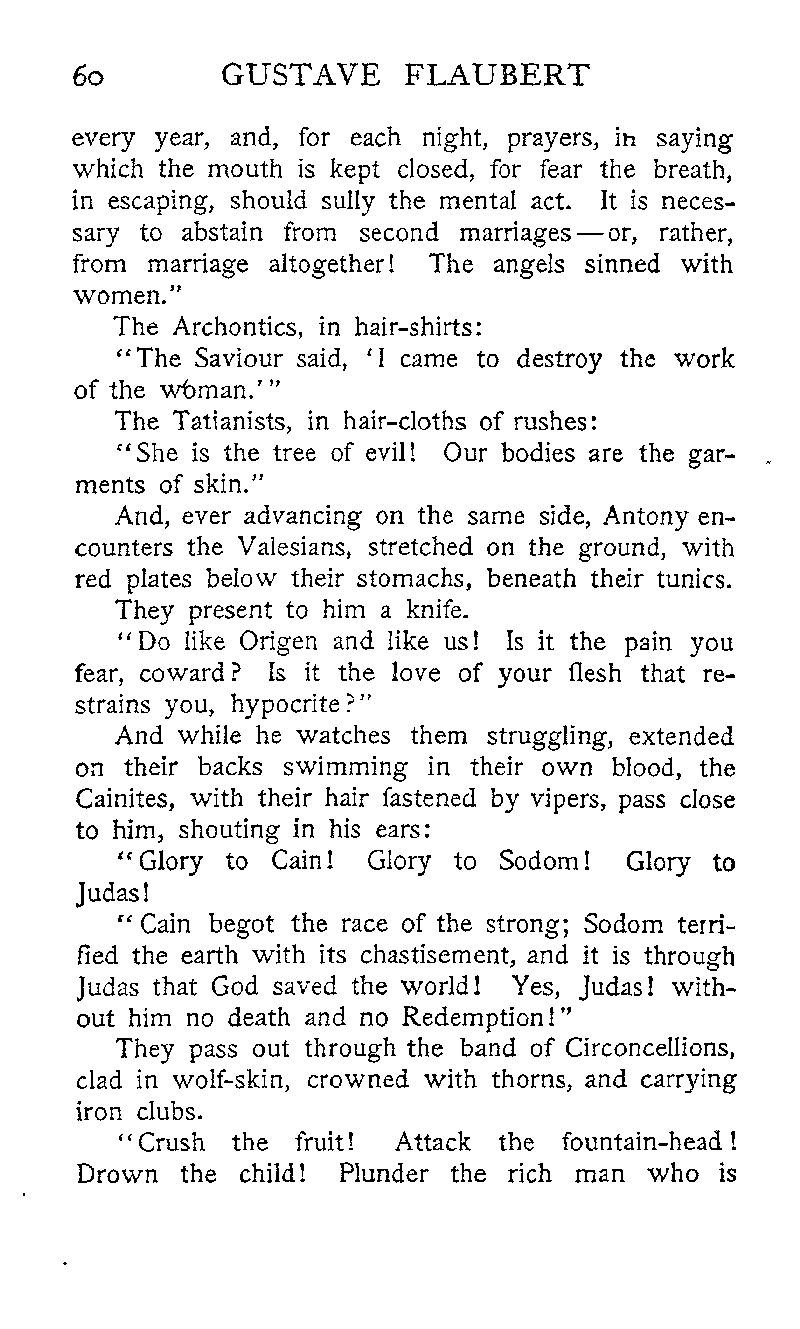 60 GUSTAVE FLAUBERT
every year, and, for each night, prayers, in saying
which the mouth is kept closed, for fear the breath,
in escaping, should sully the mental act. It is neces-
sary to abstain from second marriages—or, rather,
from marriage altogether! The angels sinned with
women."
The Archontics, in hair-shirts:
"The Saviour said, 'I came to destroy the work
of the woman.'"
The Tatianists, in hair-cloths of rushes:
"She is the tree of evil! Our bodies are the gar-
ments of skin."
And, ever advancing on the same side, Antony en-
counters the Valesians, stretched on the ground, with
red plates below their stomachs, beneath their tunics.
They present to him a knife.
"Do like Origen and like us! Is it the pain you
fear, coward? Is it the love of your flesh that re-
strains you, hypocrite?"
And while he watches them struggling, extended
on their backs swimming in their own blood, the
Cainites, with their hair fastened by vipers, pass close
to him, shouting in his ears:
"Glory to Cain! Glory to Sodom! Glory to
Judas!
"Cain begot the race of the strong; Sodom terri-
fied the earth with its chastisement, and it is through
Judas that God saved the world! Yes, Judas! with-
out him no death and no Redemption!"
They pass out through the band of Circoncellions,
clad in wolf-skin, crowned with thorns, and carrying
iron clubs.
"Crush the fruit! Attack the fountain-head!
Drown the child! Plunder the rich man who is